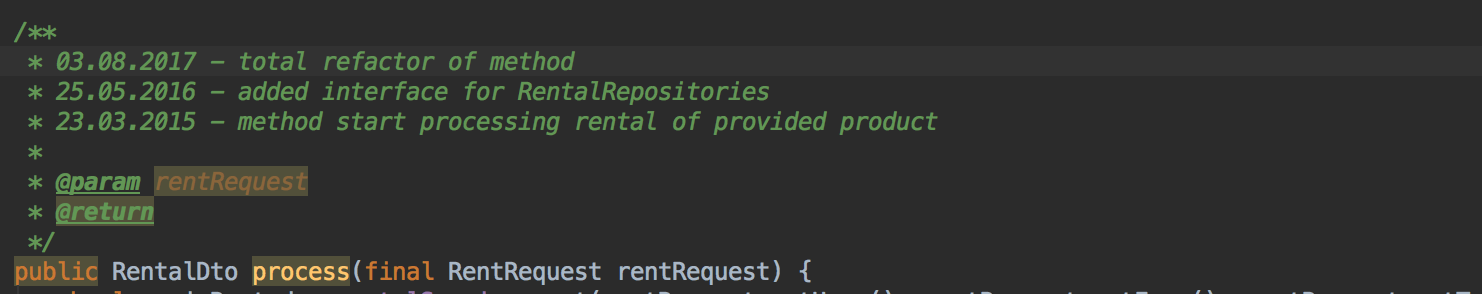 /**
* 03.08.2017 – total refactor of method
* 25.05.2016 – added interface for RentalRepositories
* 23.03.2015 – method start processing rental of provided product
*
* @param rentRequest
* @return
*/
public RentalDto process(final RentRequest rentRequest) {